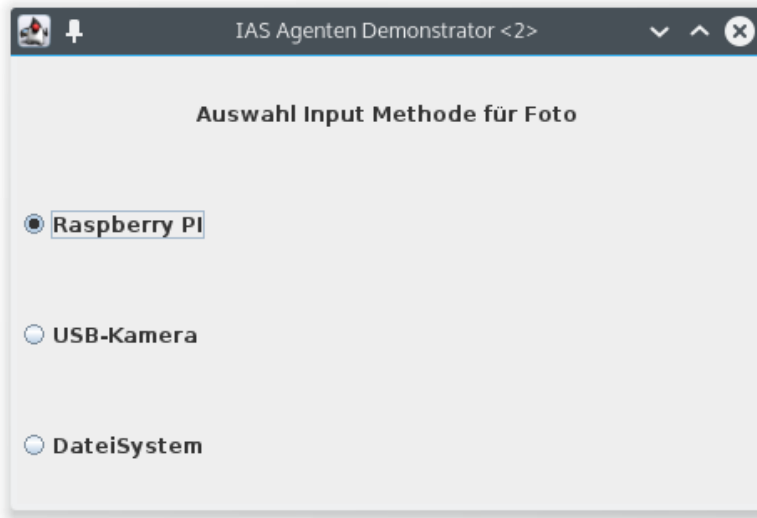 IAS Agenten Demonstrator <2>
Auswahl Input Methode für Foto
Raspberry PI
USB-Kamera
DateiSystem